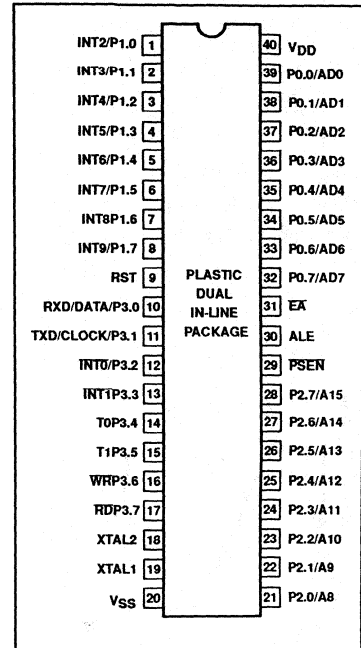 INT2/P1.0 1
INT3/P1.1 2
INT4/P1.2 3
INT5/P1.3 4
INT6/P1.4 5
INT7/P1.5 6
INT8P1.6 7
INT9/P1.7 8
RST 9
RXD/DATA/P3.0 10
TXD/CLOCK/P3.1 11
INT0/P3.2 12
INT1P3.3 13
T0P3.4 14
T1P3.5 15
WRP3.6 16
RDP3.7 17
XTAL2 18
XTAL1 19
VSS 20
PLASTIC
DUAL
IN-LINE
PACKAGE
40 VDD
39 P0.0/AD0
38 P0.1/AD1
37 P0.2/AD2
36 P0.3/AD3
35 P0.4/AD4
34 P0.5/AD5
33 P0.6/AD6
32 P0.7/AD7
31 EA
30 ALE
29 PSEN
28 P2.7/A15
27 P2.6/A14
26 P2.5/A13
25 P2.4/A12
24 P2.3/A11
23 P2.2/A10
22 P2.1/A9
21 P2.0/A8